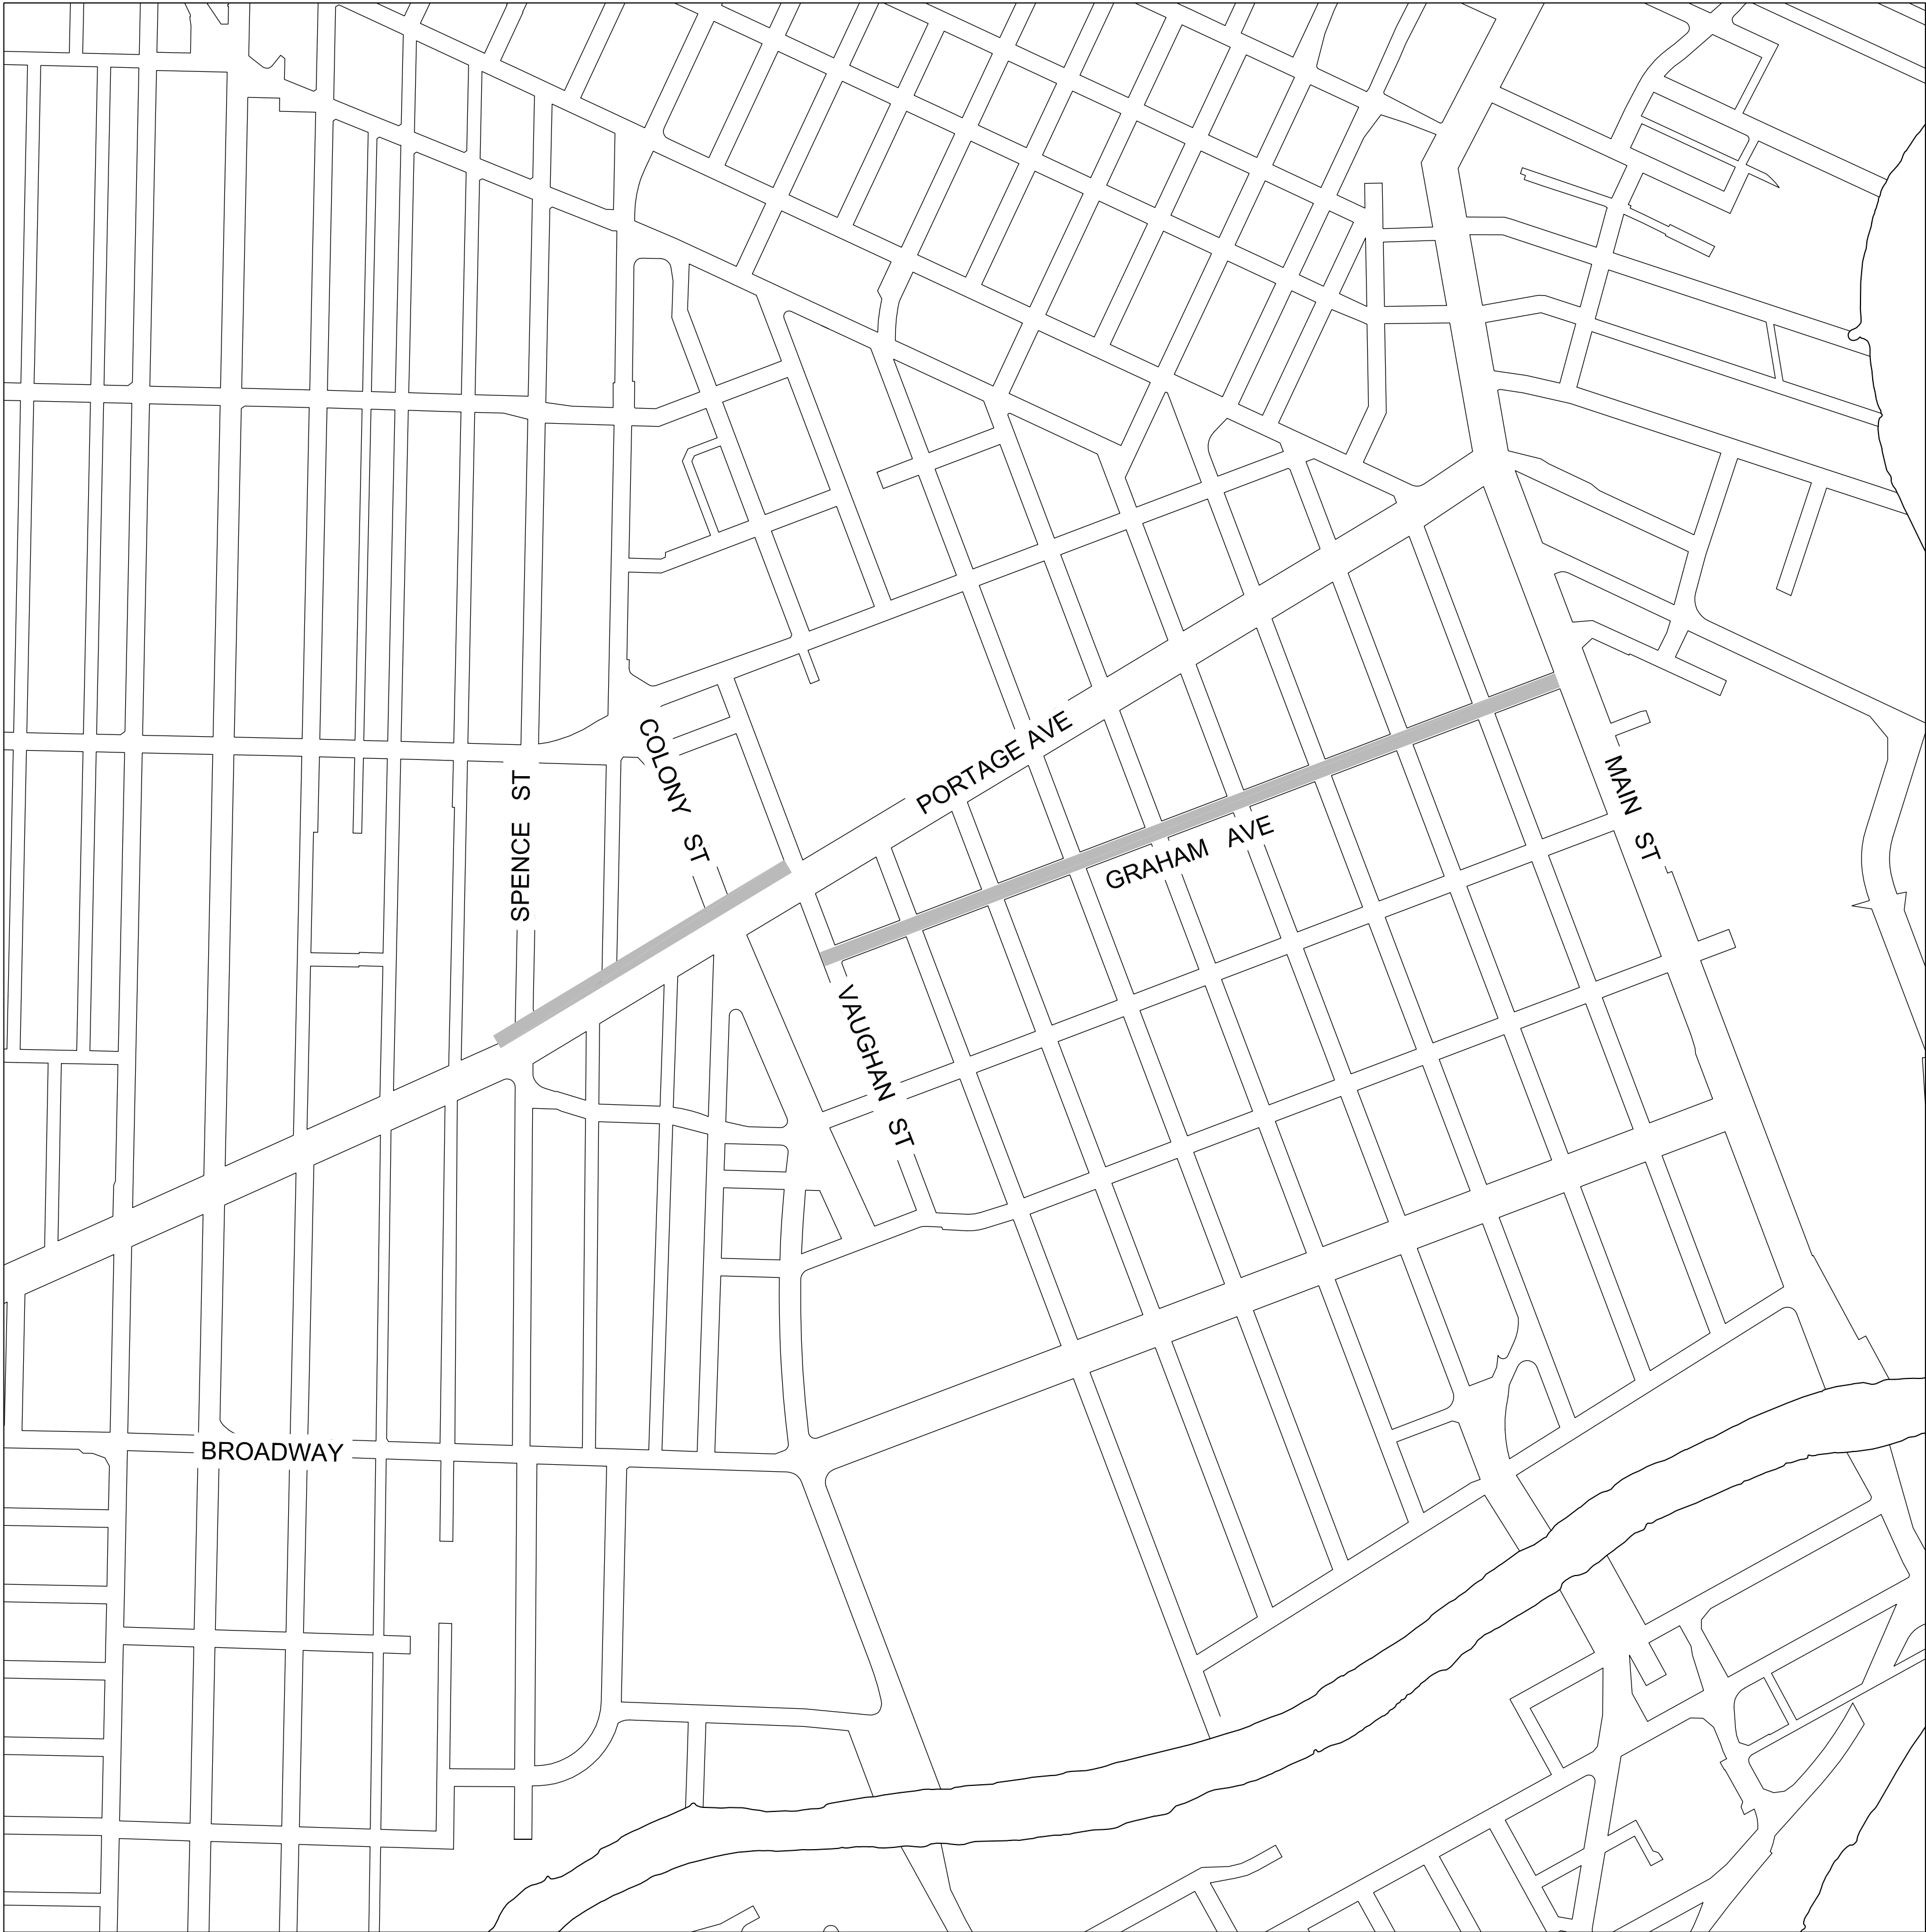 COLONY ST
PORTAGE AVE
SPENCE ST
MAIN ST
GRAHAM AVE
VAUGHAN ST
BROADWAY